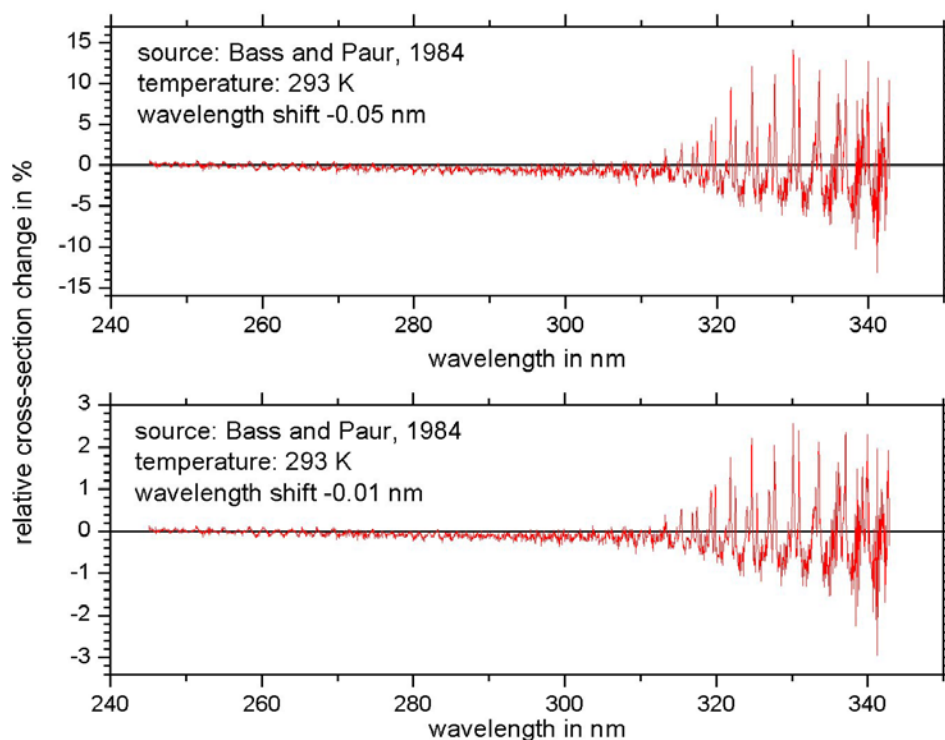 relative cross-section change in %
15
10
5
0
-5
-10
-15
source: Bass and Paur, 1984
temperature: 293 K
wavelength shift -0.05 nm
240 260 280 300 320 340
wavelength in nm
3
2
1
0
-1
-2
-3
source: Bass and Paur, 1984
temperature: 293 K
wavelength shift -0.01 nm
240 260 280 300 320 340
wavelength in nm